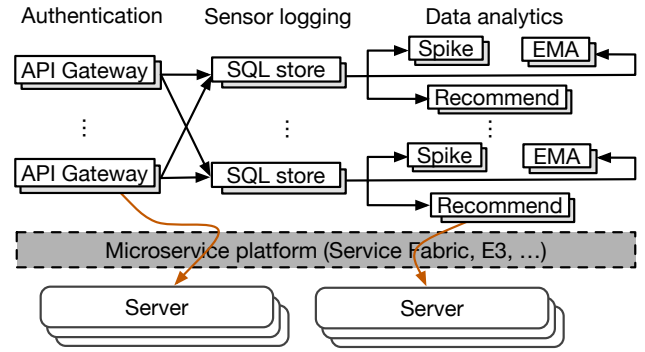 Authentication Sensor logging Data analytics
Spike EMA
API Gateway SQL store
Recommend
⋮ ⋮ ⋮
Spike EMA
API Gateway SQL store
Recommend
Microservice platform (Service Fabric, E3, …)
Server Server